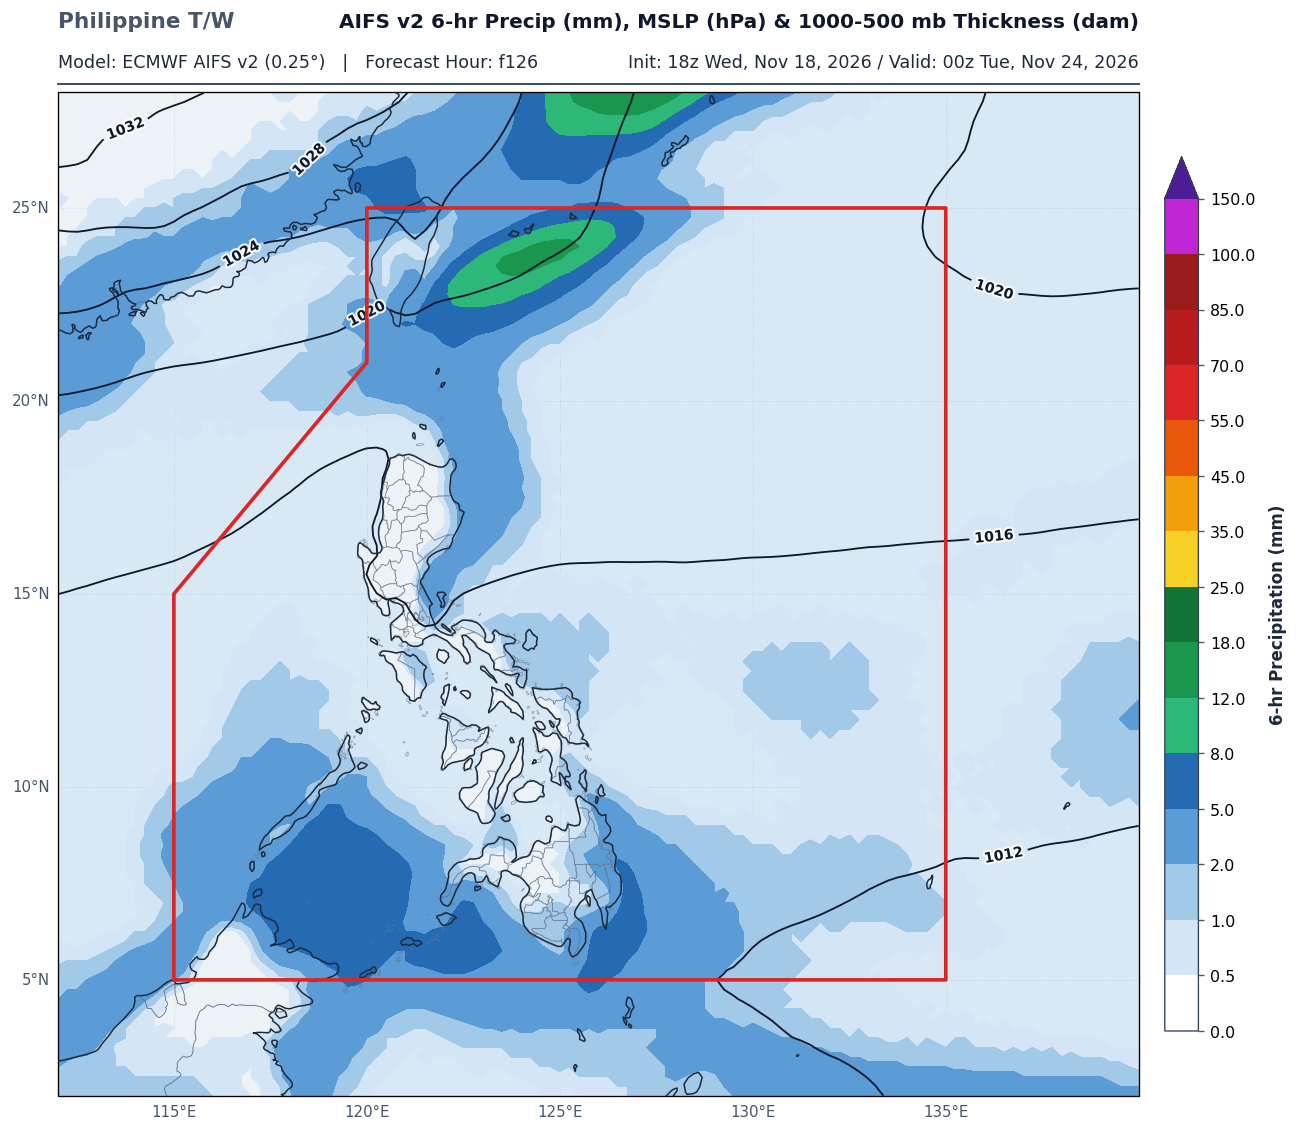 Philippine T/W
AIFS v2 6-hr Precip (mm), MSLP (hPa) & 1000-500 mb Thickness (dam)
Model: ECMWF AIFS v2 (0.25°) | Forecast Hour: f126
Init: 18z Wed, Nov 18, 2026 / Valid: 00z Tue, Nov 24, 2026
1032
1028
1024
1020
1020
1016
1012
25°N
20°N
15°N
10°N
5°N
115°E
120°E
125°E
130°E
135°E
150.0
100.0
85.0
70.0
55.0
45.0
35.0
25.0
18.0
12.0
8.0
5.0
2.0
1.0
0.5
0.0
6-hr Precipitation (mm)